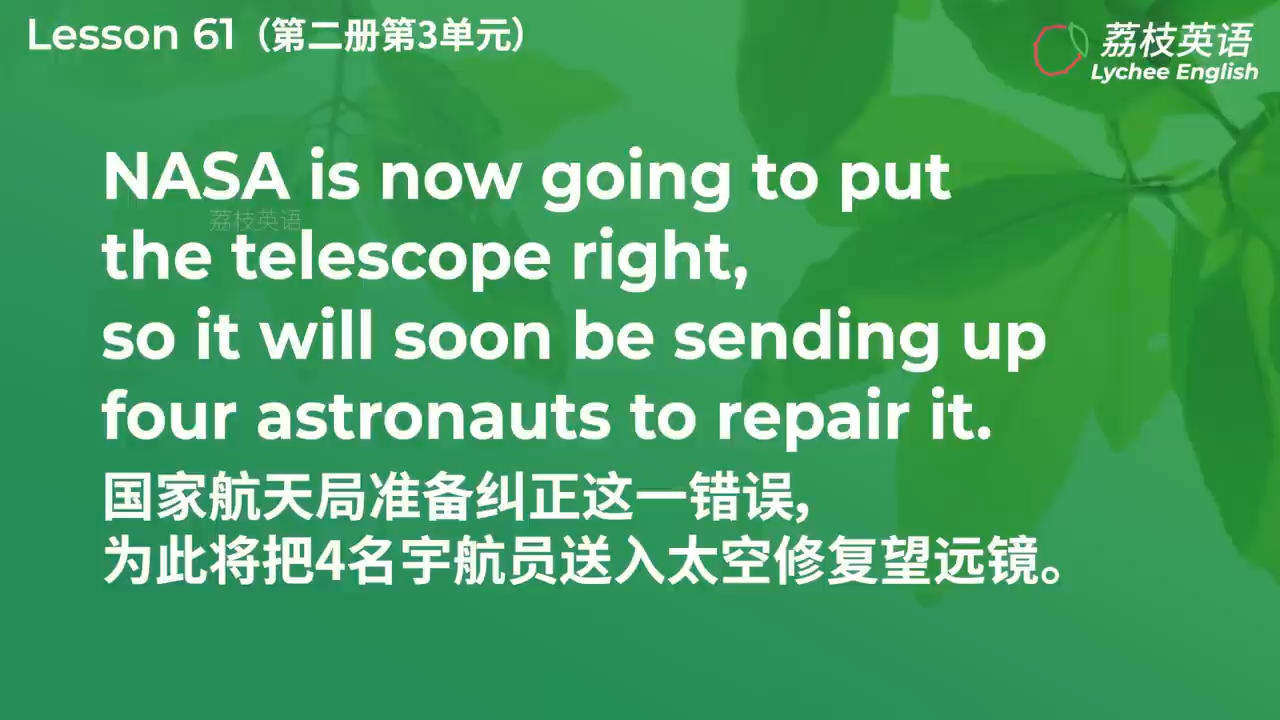 Lesson 61（第二册第3单元）
荔枝英语
Lychee English
NASA is now going to put
荔枝英语
the telescope right,
so it will soon be sending up
four astronauts to repair it.
国家航天局准备纠正这一错误,
为此将把4名宇航员送入太空修复望远镜。